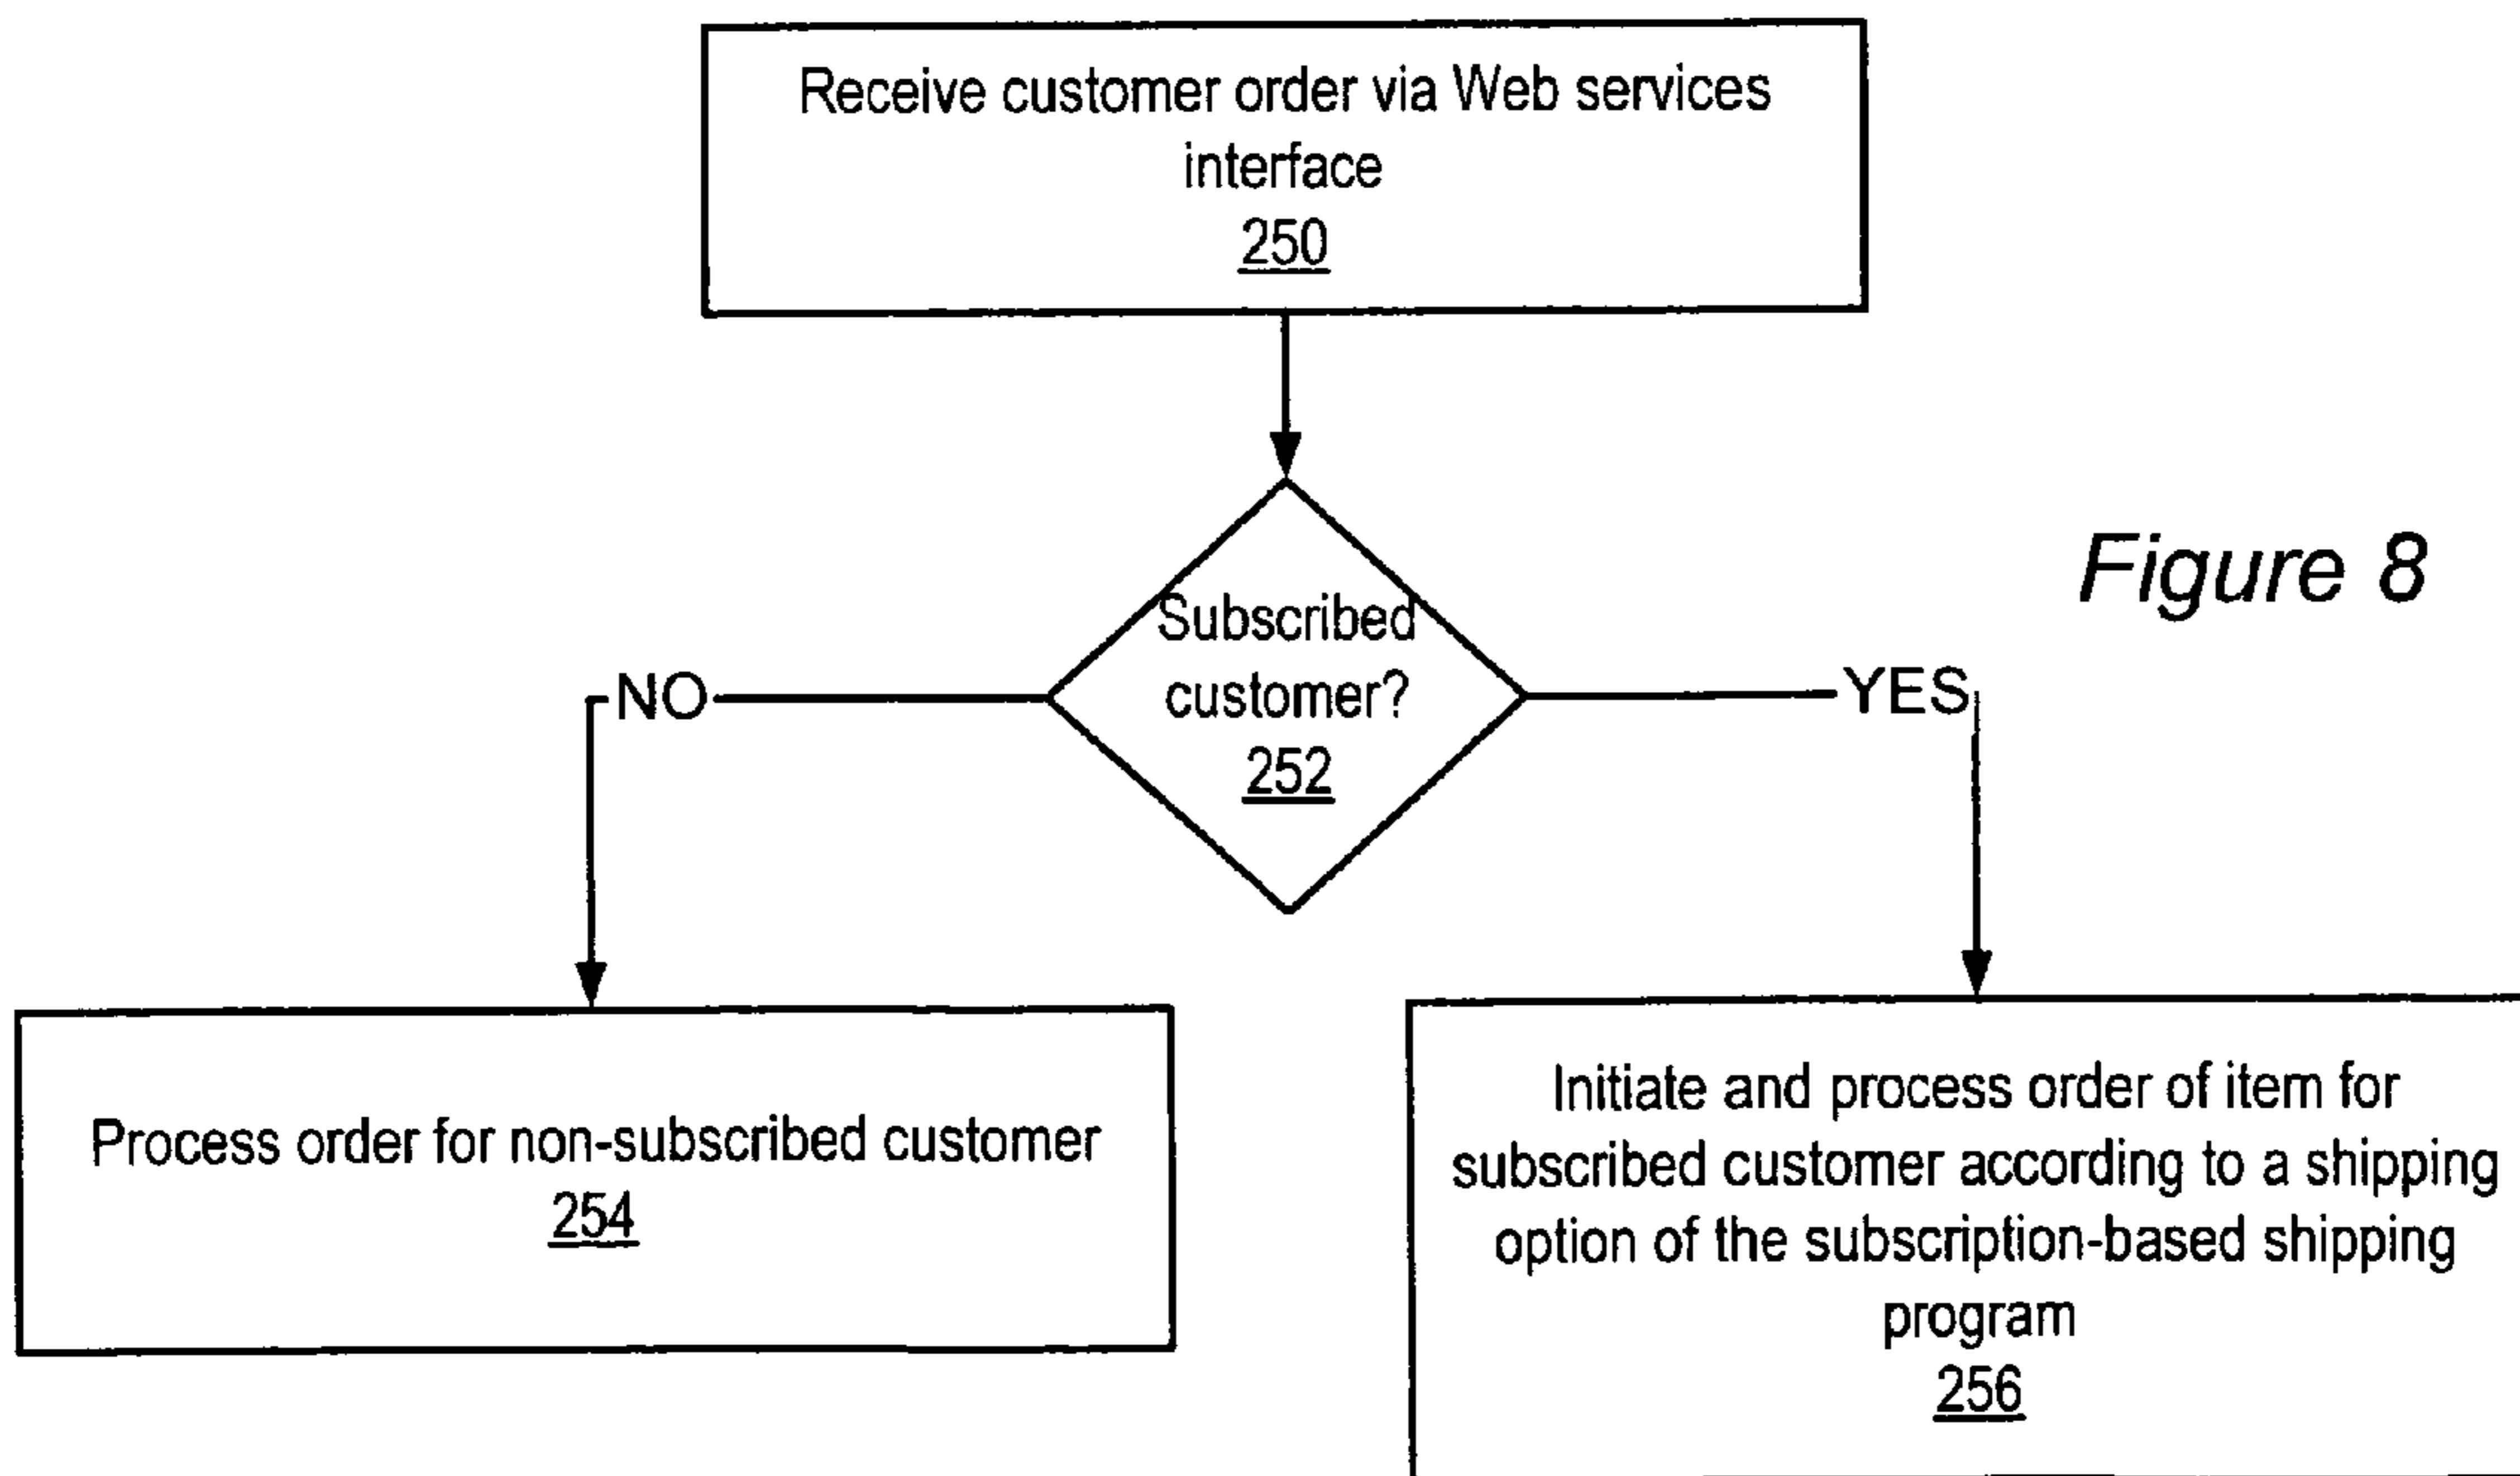 Receive customer order via Web services
interface
250
Subscribed
customer?
252
Figure 8
NO
YES
Process order for non-subscribed customer
254
Initiate and process order of item for
subscribed customer according to a shipping
option of the subscription-based shipping
program
256